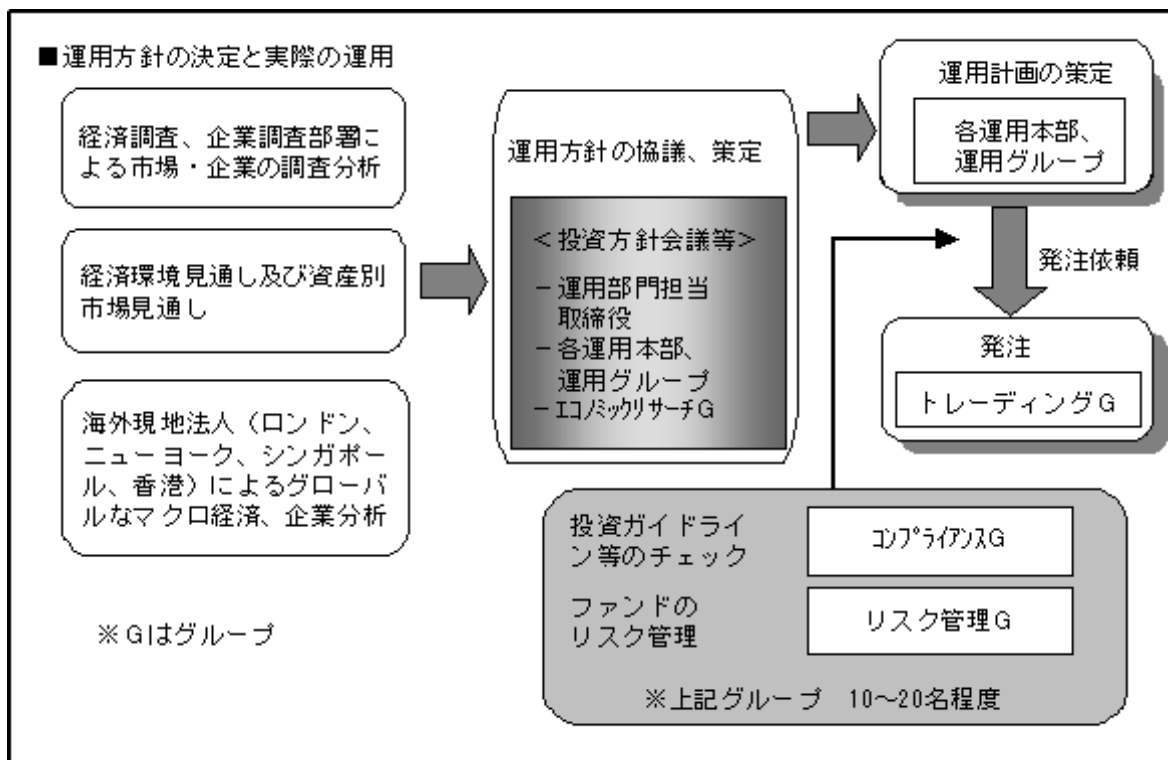 ■運用方針の決定と実際の運用
経済調査、企業調査部署に
よる市場・企業の調査分析
経済環境見通し及び資産別
市場見通し
海外現地法人（ロンドン、
ニューヨーク、シンガポー
ル、香港）によるグローバ
ルなマクロ経済、企業分析
※Gはグループ
運用方針の協議、策定
＜投資方針会議等＞
－運用部門担当
取締役
－各運用本部、
運用グループ
－ｴｺﾉﾐｯｸﾘｻｰﾁG
運用計画の策定
各運用本部、
運用グループ
発注依頼
発注
トレーディングG
投資ガイドライ
ン等のチェック
ｺﾝﾌﾟﾗｲｱﾝｽG
ファンドの
リスク管理
リスク管理G
※上記グループ　10～20名程度